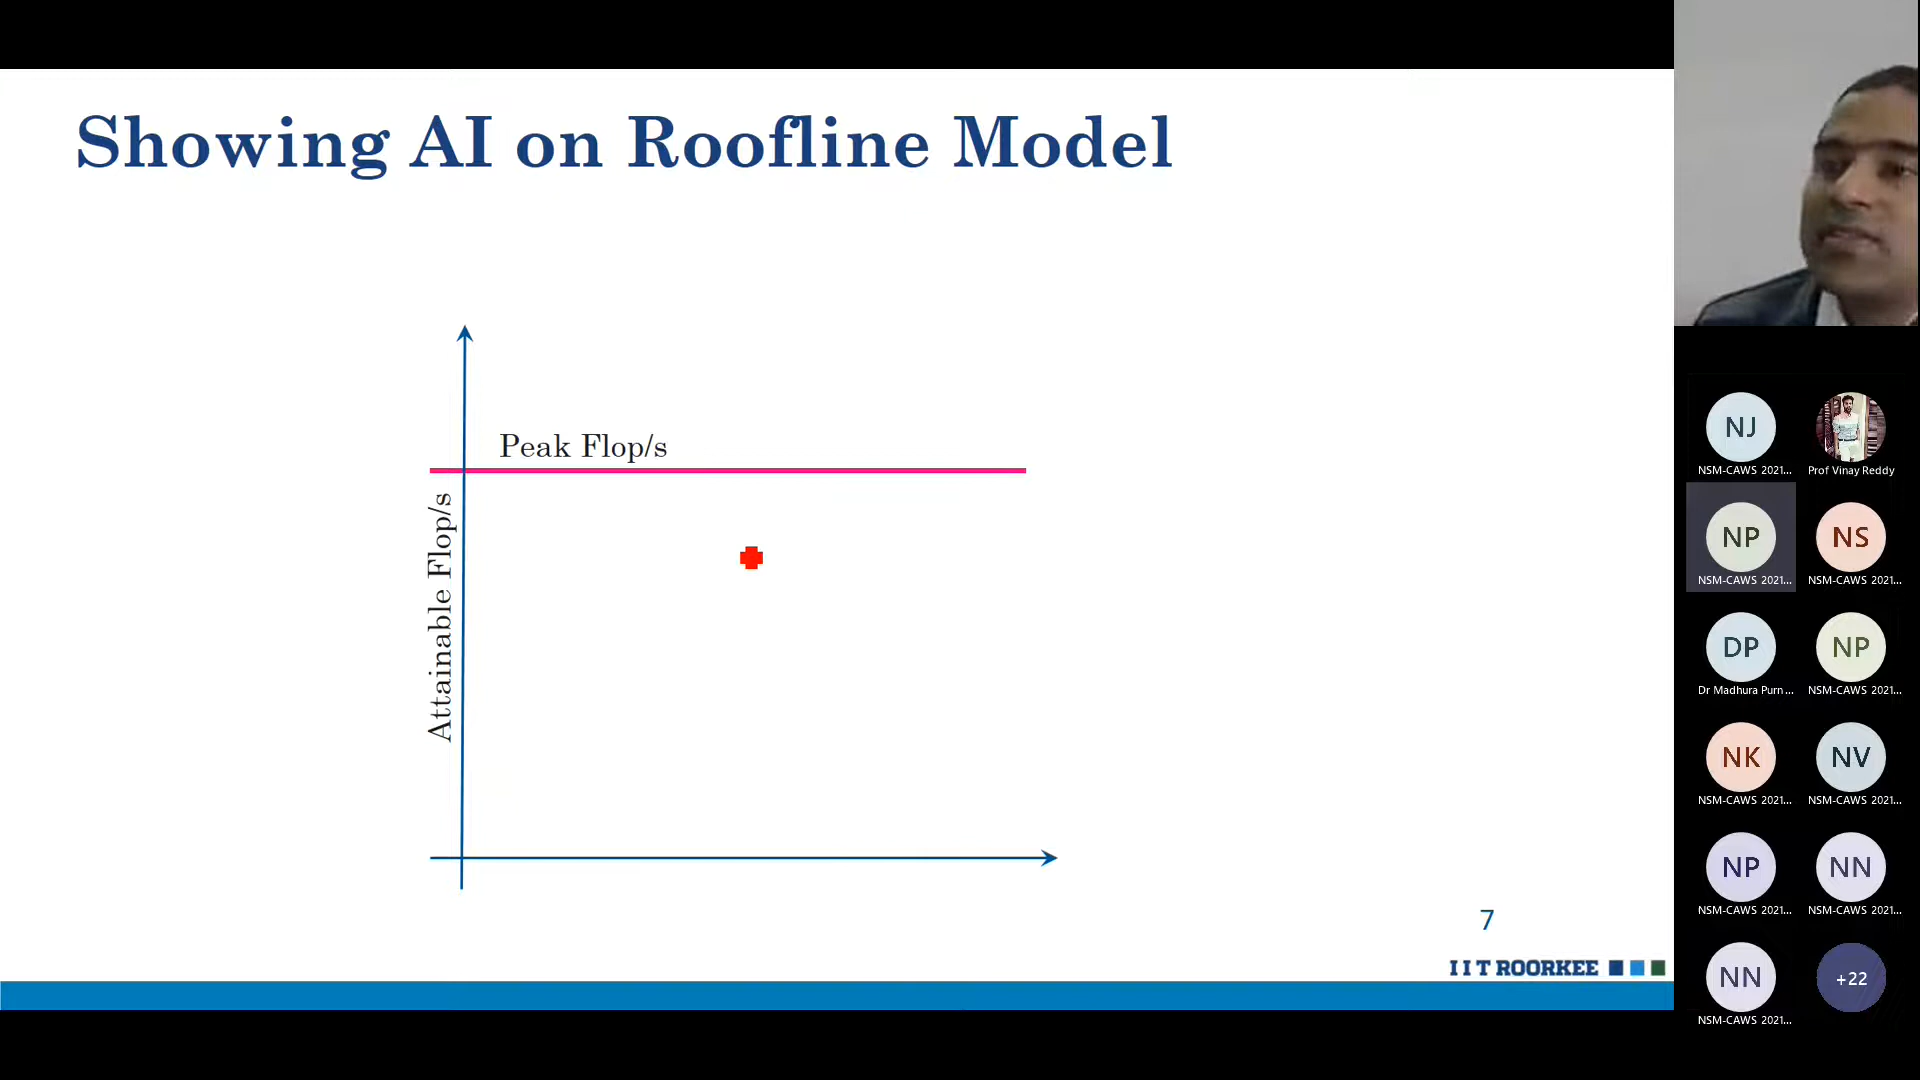 Showing AI on Roofline Model
Peak Flop/s
Attainable Flop/s
7
IIT ROORKEE
NJ
NSM-CAWS 2021...
Prof Vinay Reddy
NP
NSM-CAWS 2021...
NS
NSM-CAWS 2021...
DP
Dr Madhura Purn...
NP
NSM-CAWS 2021...
NK
NSM-CAWS 2021...
NV
NSM-CAWS 2021...
NP
NSM-CAWS 2021...
NN
NSM-CAWS 2021...
NN
NSM-CAWS 2021...
+22